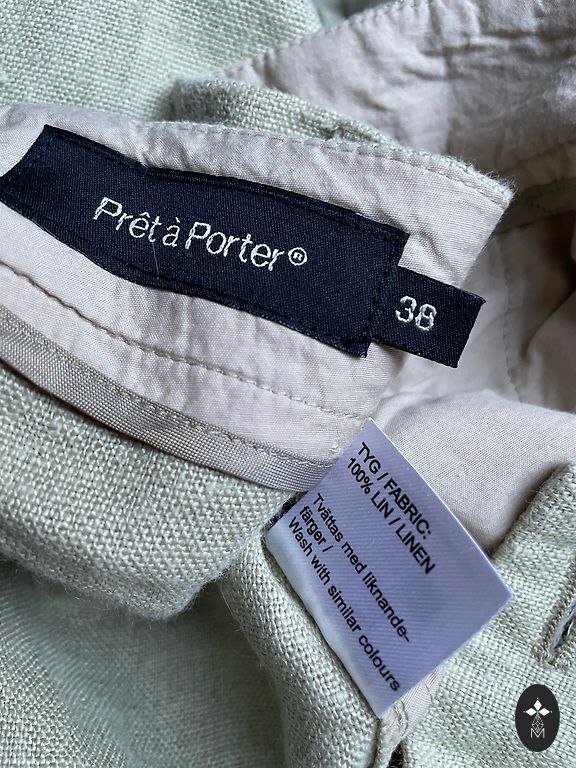 Prêt à Porter®
38
TYG / FABRIC:
100% LIN / LINEN
Tvättas med liknande-
färger /
Wash with similar colours
M